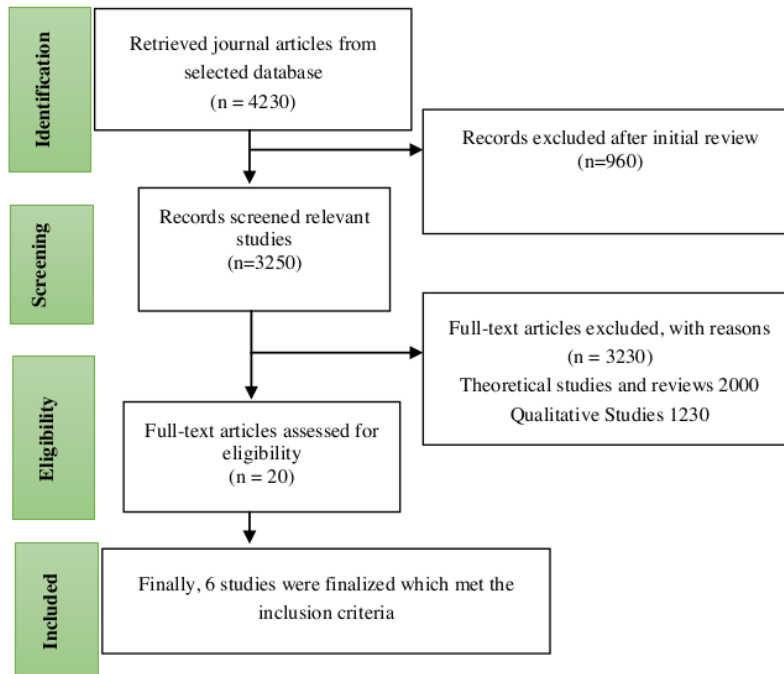 Identification
Retrieved journal articles from
selected database
(n = 4230)
Records excluded after initial review
(n=960)
Screening
Records screened relevant
studies
(n=3250)
Full-text articles excluded, with reasons
(n = 3230)
Theoretical studies and reviews 2000
Qualitative Studies 1230
Eligibility
Full-text articles assessed for
eligibility
(n = 20)
Included
Finally, 6 studies were finalized which met the
inclusion criteria